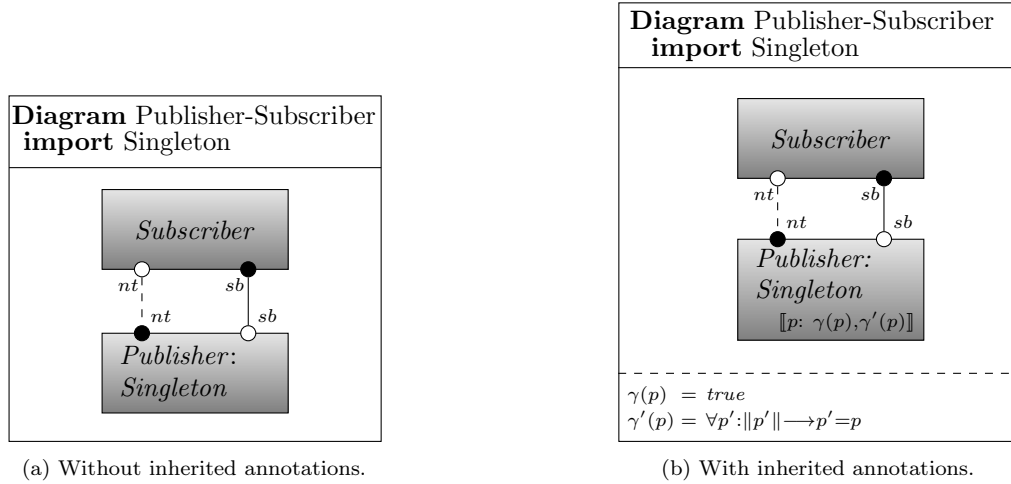 Diagram Publisher-Subscriber
import Singleton
Subscriber
nt
sb
nt
sb
Publisher:
Singleton
(a) Without inherited annotations.
Diagram Publisher-Subscriber
import Singleton
Subscriber
nt
sb
nt
sb
Publisher:
Singleton
⟦p: γ(p),γ′(p)⟧
γ(p) = true
γ′(p) = ∀p′:‖p′‖⟶p′=p
(b) With inherited annotations.